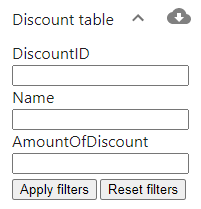 Discount table
DiscountID
Name
AmountOfDiscount
Apply filters Reset filters